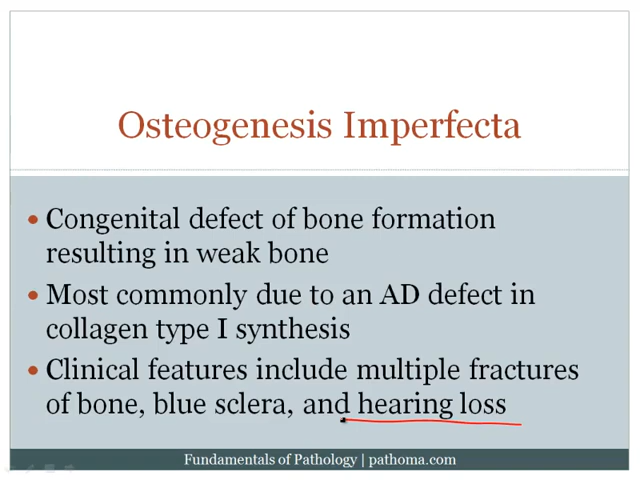 Osteogenesis Imperfecta
• Congenital defect of bone formation
resulting in weak bone
• Most commonly due to an AD defect in
collagen type I synthesis
• Clinical features include multiple fractures
of bone, blue sclera, and hearing loss
Fundamentals of Pathology | pathoma.com